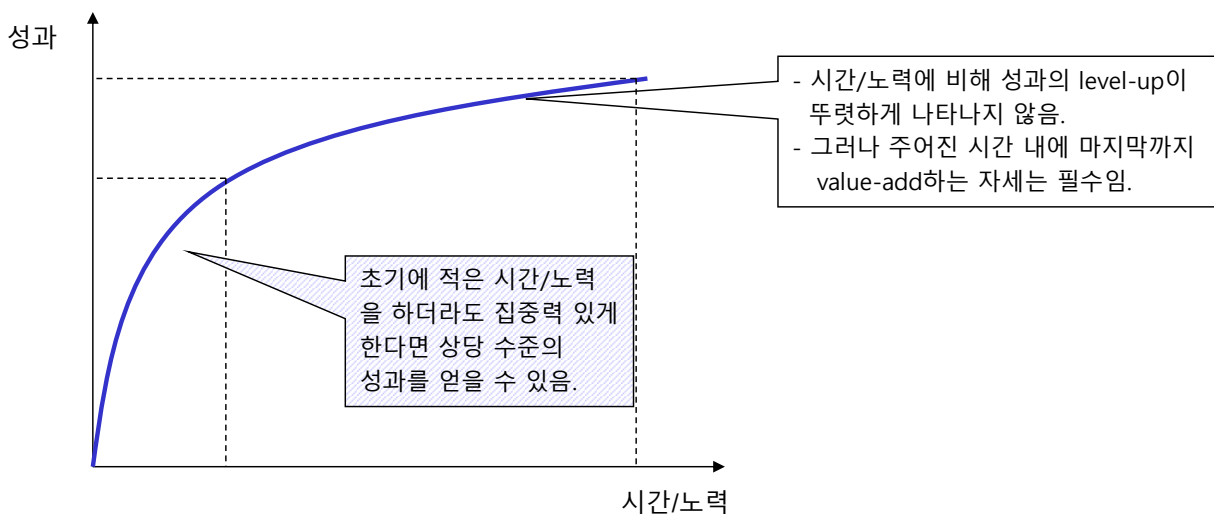 성과
- 시간/노력에 비해 성과의 level-up이
뚜렷하게 나타나지 않음.
- 그러나 주어진 시간 내에 마지막까지
value-add하는 자세는 필수임.
초기에 적은 시간/노력
을 하더라도 집중력 있게
한다면 상당 수준의
성과를 얻을 수 있음.
시간/노력